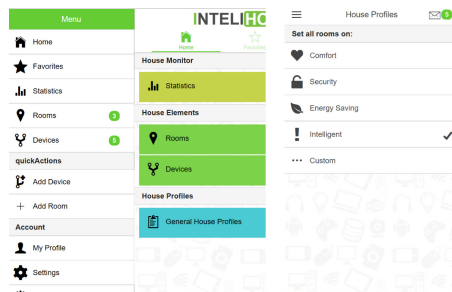 Menu
Home
Favorites
Statistics
Rooms 3
Devices 5
quickActions
Add Device
Add Room
Account
My Profile
Settings
INTELIHO
Home
Favorites
House Monitor
Statistics
House Elements
Rooms
Devices
House Profiles
General House Profiles
House Profiles 5
Set all rooms on:
Comfort
Security
Energy Saving
Intelligent
Custom